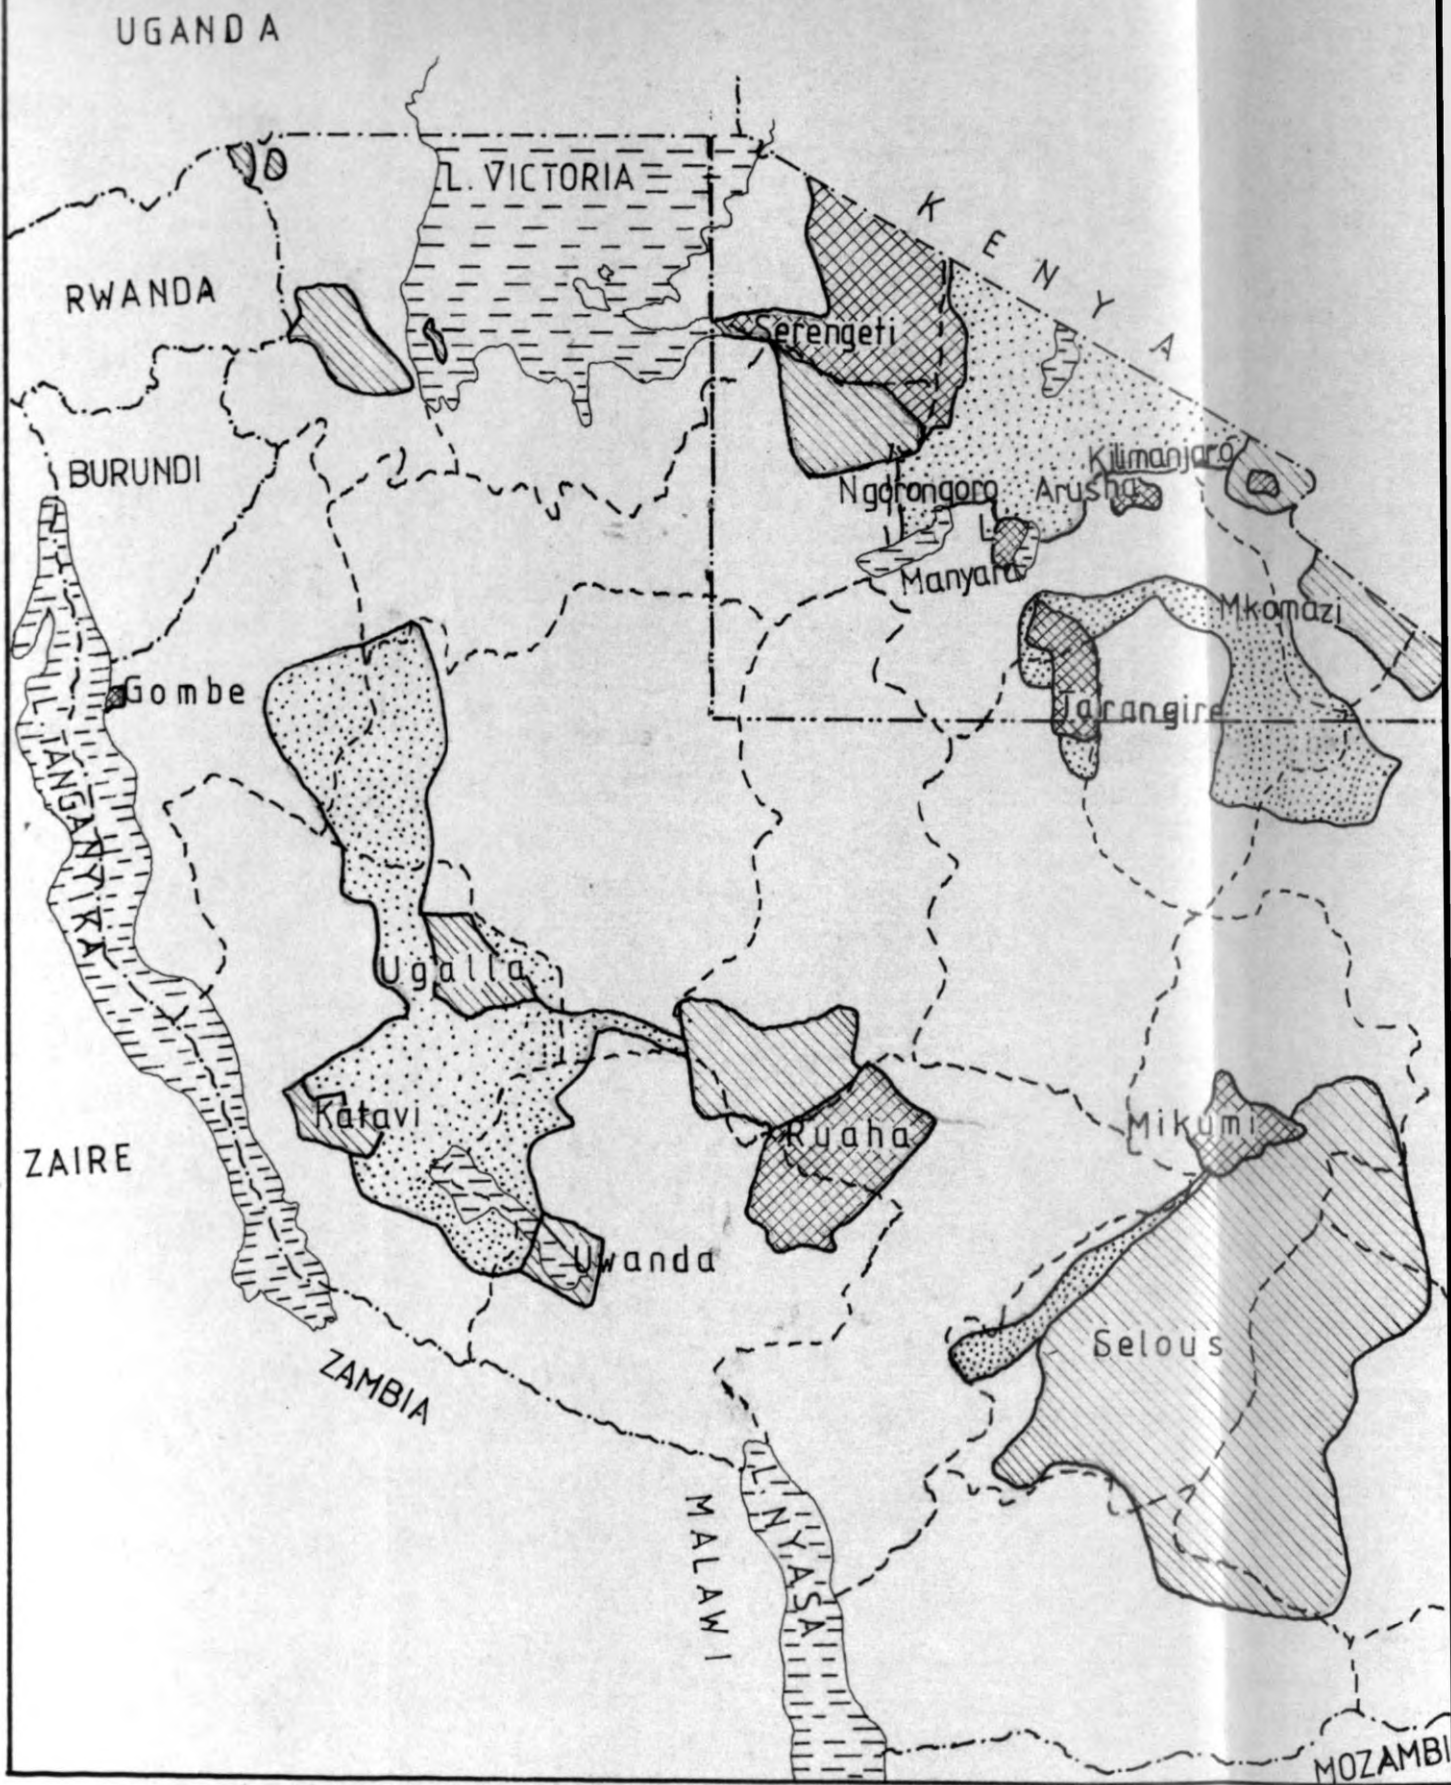 UGANDA
L. VICTORIA
KENYA
RWANDA
Serengeti
BURUNDI
Kilimanjaro
Ngorongoro
Arusha
L
Manyara
Mkomazi
Gombe
Tarangire
L. TANGANYIKA
Ugalla
Katavi
Ruaha
Mikumi
ZAIRE
Uwanda
Selous
ZAMBIA
L. NYASA
MALAWI
MOZAMBI